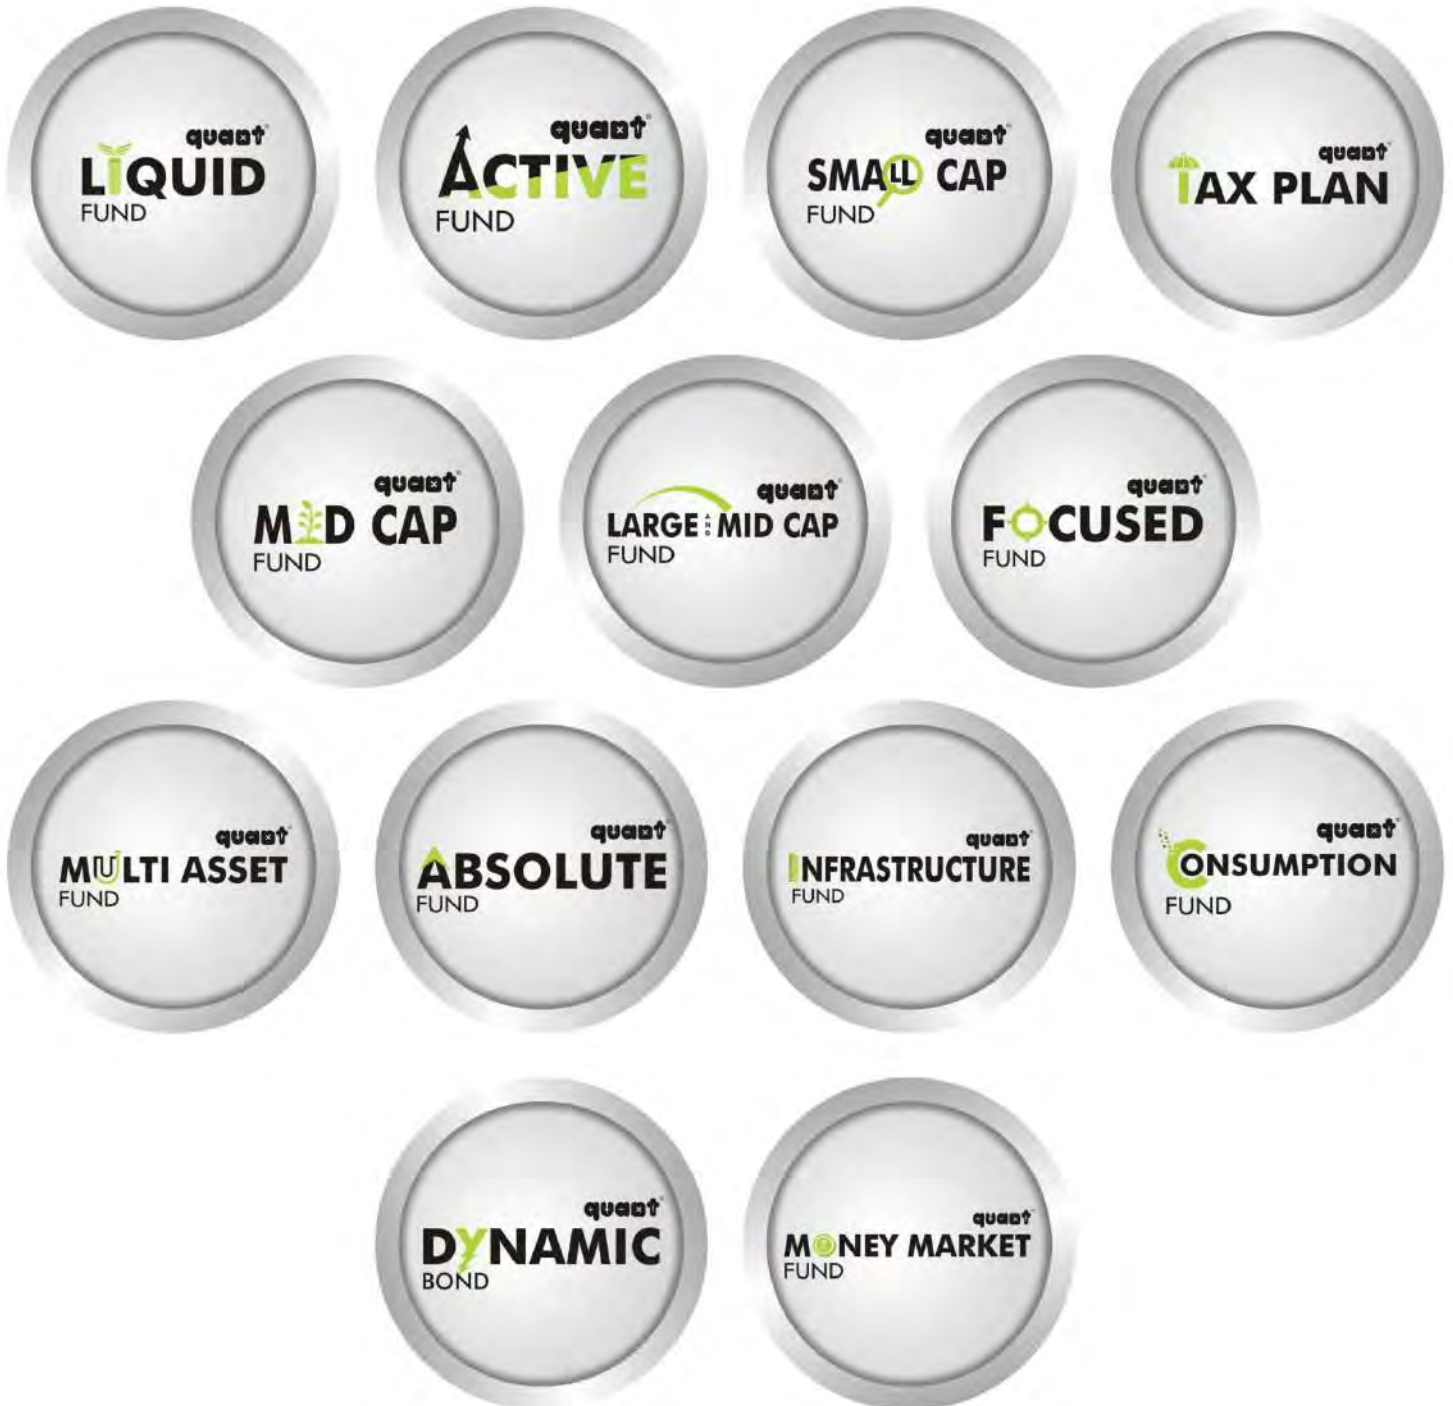 quant
LIQUID
FUND
quant
ACTIVE
FUND
quant
SMALL CAP
FUND
quant
TAX PLAN
quant
MID CAP
FUND
quant
LARGE AND MID CAP
FUND
quant
FOCUSED
FUND
quant
MULTI ASSET
FUND
quant
ABSOLUTE
FUND
quant
INFRASTRUCTURE
FUND
quant
CONSUMPTION
FUND
quant
DYNAMIC
BOND
quant
MONEY MARKET
FUND